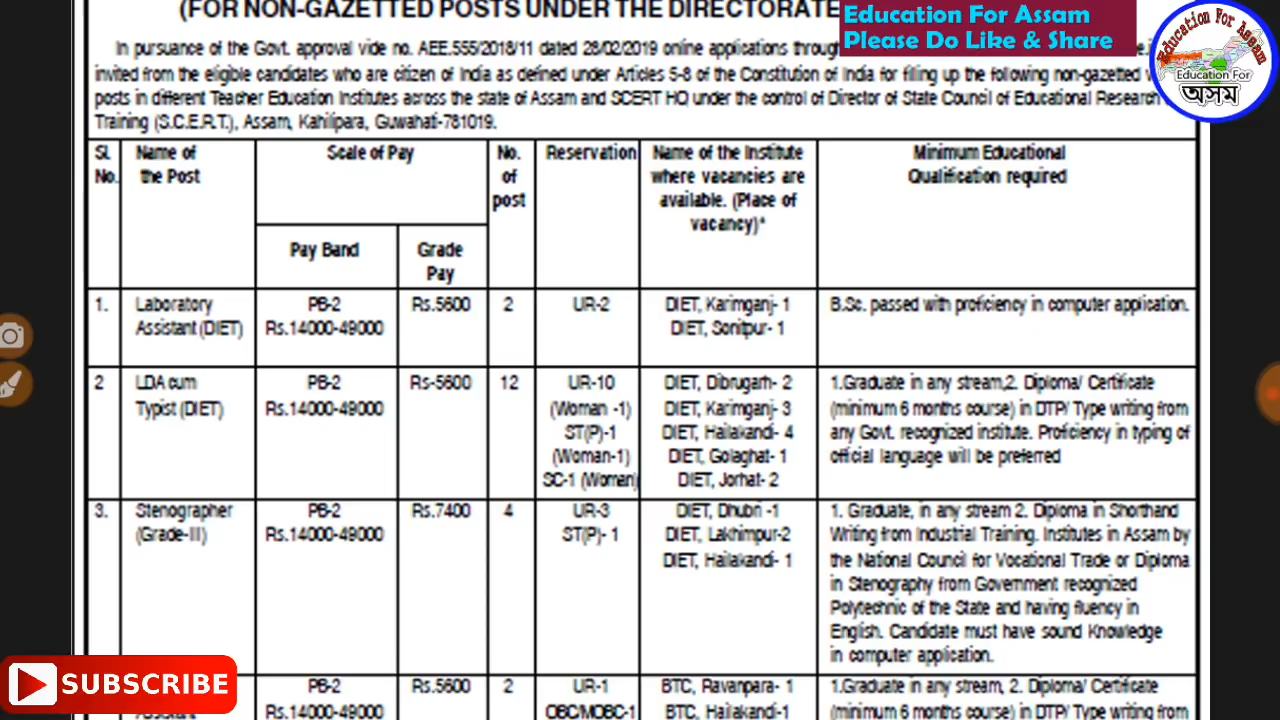 (FOR NON-GAZETTED POSTS UNDER THE DIRECTORATE
Education For Assam
Please Do Like & Share
Education For Assam
Education For
অসম
In pursuance of the Govt. approval vide no. AEE.555/2018/11 dated 28/02/2019 online applications through
invited from the eligible candidates who are citizen of India as defined under Articles 5-8 of the Constitution of India for filling up the following non-gazetted
posts in different Teacher Education Institutes across the state of Assam and SCERT HQ under the control of Director of State Council of Educational Research
Training (S.C.E.R.T.), Assam, Kahilipara, Guwahati-781019.
Sl. No. Name of the Post Scale of Pay No. of post Reservation Name of the Institute where vacancies are available. (Place of vacancy)* Minimum Educational Qualification required
Pay Band Grade Pay
1. Laboratory PB-2 Rs.5600 2 UR-2 DIET, Karimganj- 1 B.Sc. passed with proficiency in computer application.
Assistant (DIET) Rs.14000-49000 DIET, Sonitpur- 1
2 LDA cum PB-2 Rs-5600 12 UR-10 DIET, Dibrugarh- 2 1.Graduate in any stream,2. Diploma/ Certificate
Typist (DIET) Rs.14000-49000 (Woman -1) DIET, Karimganj- 3 (minimum 6 months course) in DTP/ Type writing from
ST(P)-1 DIET, Hailakandi- 4 any Govt. recognized institute. Proficiency in typing of
(Woman-1) DIET, Golaghat- 1 official language will be preferred
SC-1 (Woman) DIET, Jorhat- 2
3. Stenographer PB-2 Rs.7400 4 UR-3 DIET, Dhubri -1 1. Graduate, in any stream 2. Diploma in Shorthand
(Grade-III) Rs.14000-49000 ST(P)- 1 DIET, Lakhimpur-2 Writing from Industrial Training. Institutes in Assam by
DIET, Hailakandi- 1 the National Council for Vocational Trade or Diploma
in Stenography from Government recognized
Polytechnic of the State and having fluency in
English. Candidate must have sound Knowledge
in computer application.
PB-2 Rs.5600 2 UR-1 BTC, Ravanpara- 1 1.Graduate in any stream, 2. Diploma/ Certificate
Rs.14000-49000 OBC/MOBC-1 BTC, Hailakandi-1 (minimum 6 months course) in DTP/ Type writing from
SUBSCRIBE